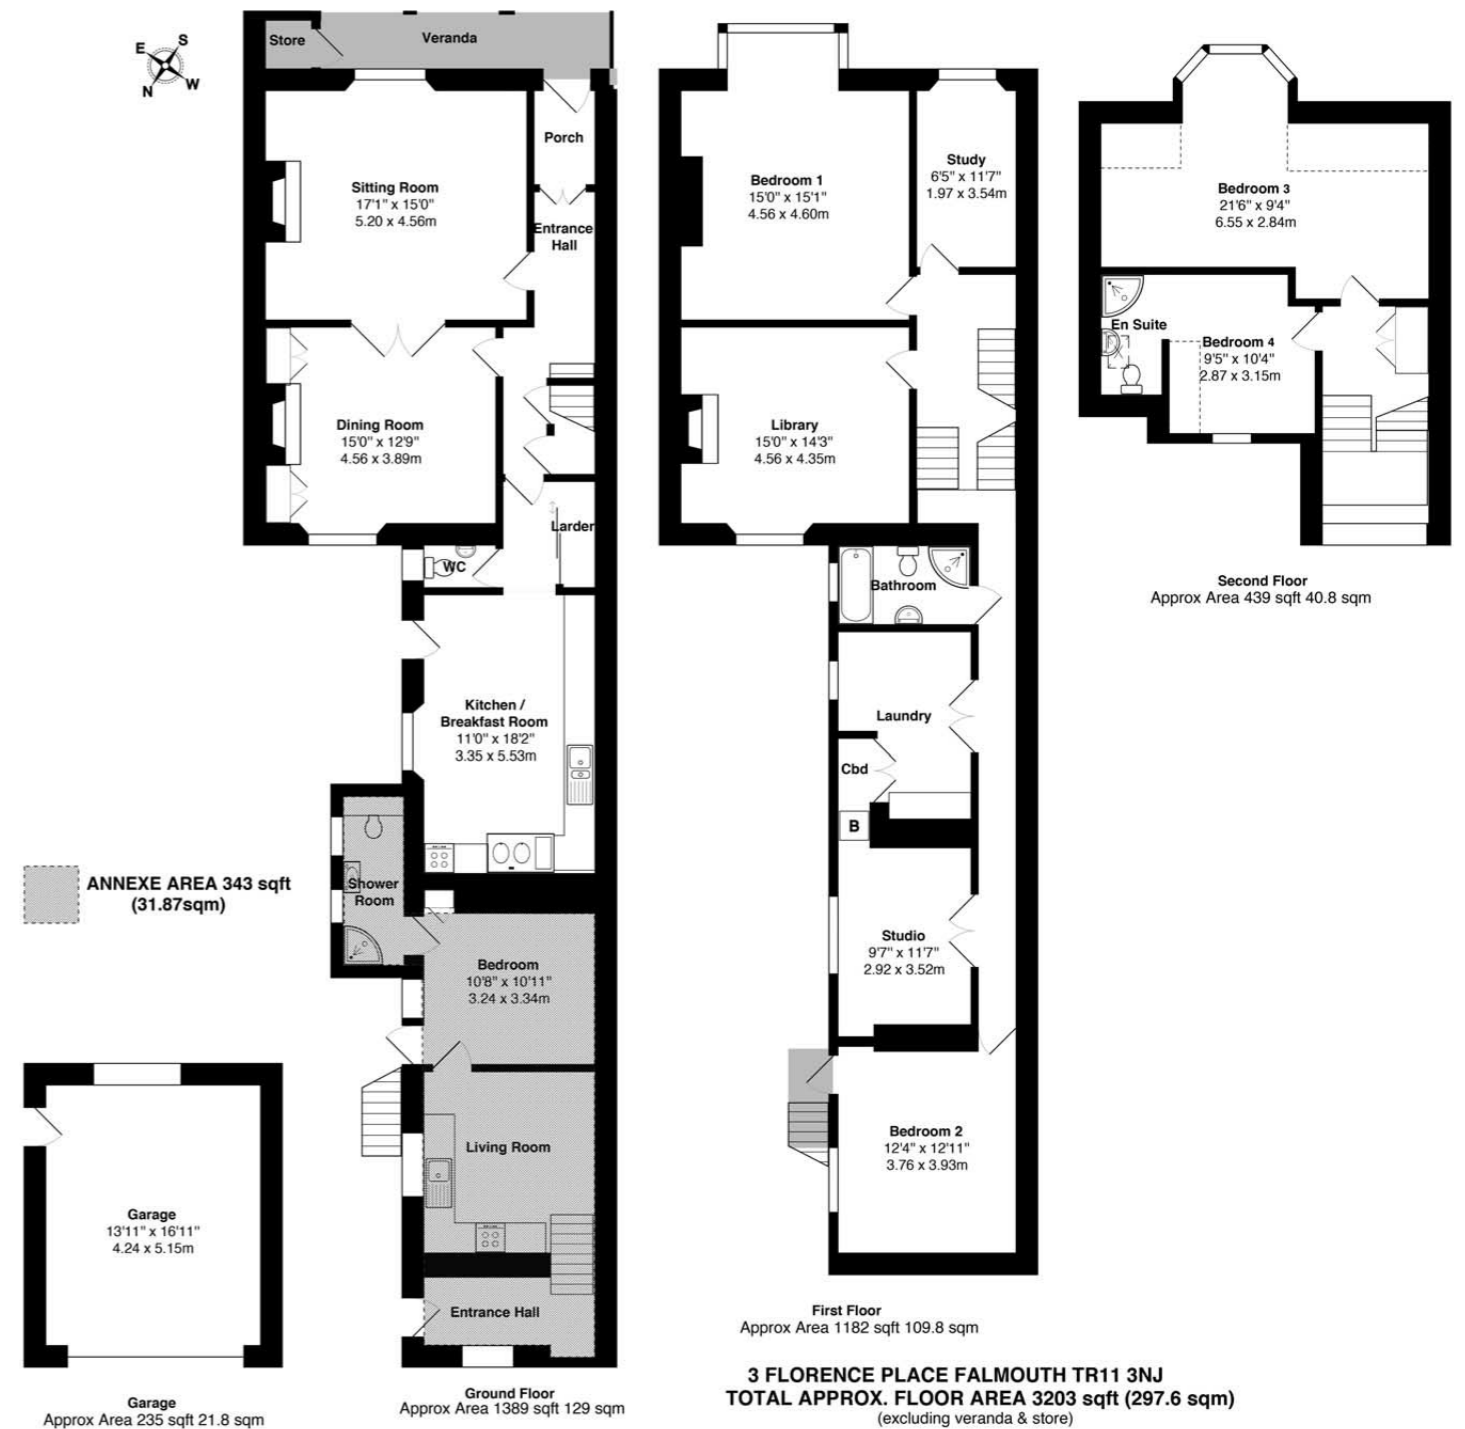 E
S
N
W
Store
Veranda
Porch
Sitting Room
17'1" x 15'0"
5.20 x 4.56m
Entrance
Hall
Dining Room
15'0" x 12'9"
4.56 x 3.89m
Larder
WC
Kitchen /
Breakfast Room
11'0" x 18'2"
3.35 x 5.53m
Shower
Room
Bedroom
10'8" x 10'11"
3.24 x 3.34m
Living Room
Entrance Hall
Ground Floor
Approx Area 1389 sqft 129 sqm
ANNEXE AREA 343 sqft
(31.87sqm)
Garage
13'11" x 16'11"
4.24 x 5.15m
Garage
Approx Area 235 sqft 21.8 sqm
Bedroom 1
15'0" x 15'1"
4.56 x 4.60m
Study
6'5" x 11'7"
1.97 x 3.54m
Library
15'0" x 14'3"
4.56 x 4.35m
Bathroom
Laundry
Cbd
B
Studio
9'7" x 11'7"
2.92 x 3.52m
Bedroom 2
12'4" x 12'11"
3.76 x 3.93m
First Floor
Approx Area 1182 sqft 109.8 sqm
Bedroom 3
21'6" x 9'4"
6.55 x 2.84m
En Suite
Bedroom 4
9'5" x 10'4"
2.87 x 3.15m
Second Floor
Approx Area 439 sqft 40.8 sqm
3 FLORENCE PLACE FALMOUTH TR11 3NJ
TOTAL APPROX. FLOOR AREA 3203 sqft (297.6 sqm)
(excluding veranda & store)